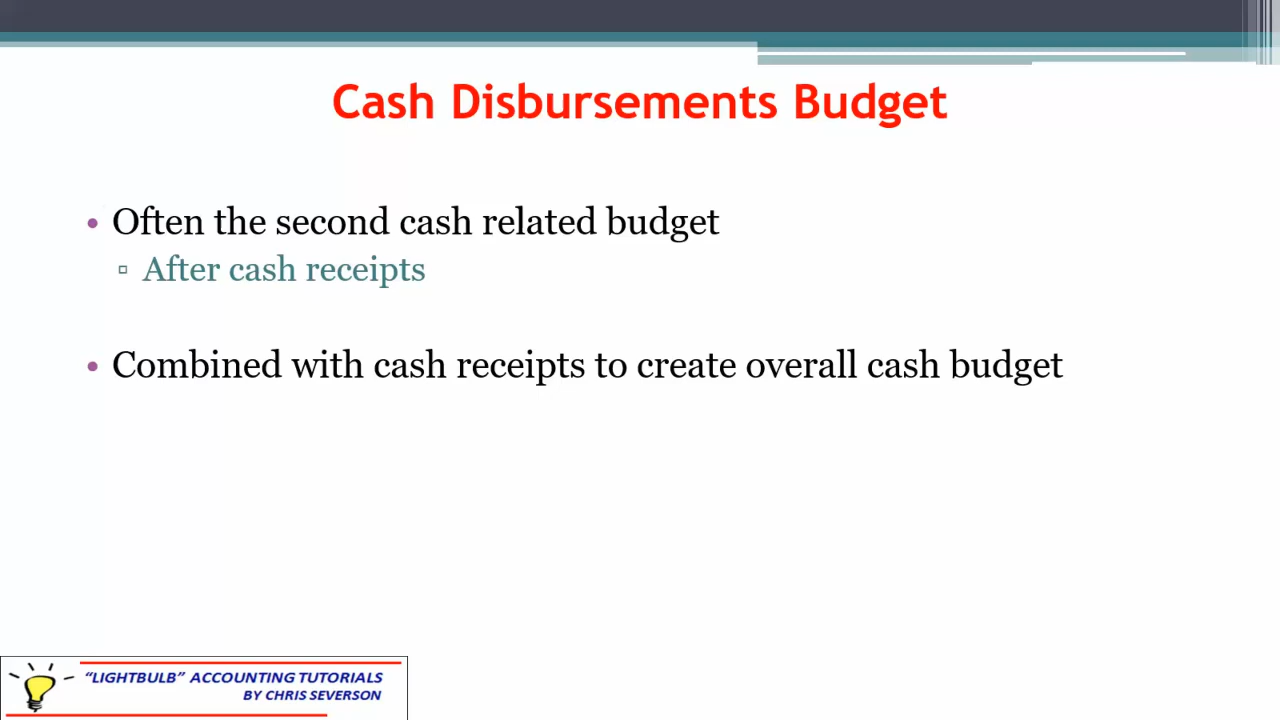 Cash Disbursements Budget
• Often the second cash related budget
▫ After cash receipts
• Combined with cash receipts to create overall cash budget
“LIGHTBULB” ACCOUNTING TUTORIALS
BY CHRIS SEVERSON